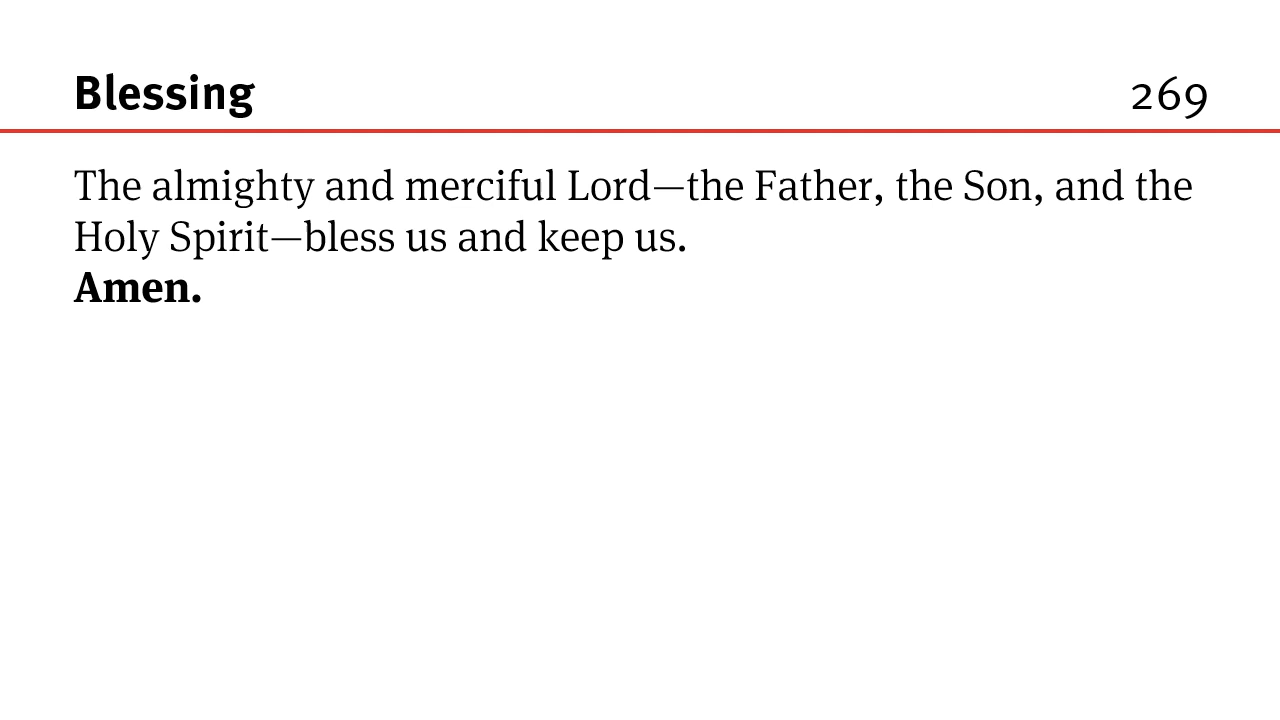 Blessing 269
The almighty and merciful Lord—the Father, the Son, and the
Holy Spirit—bless us and keep us.
Amen.